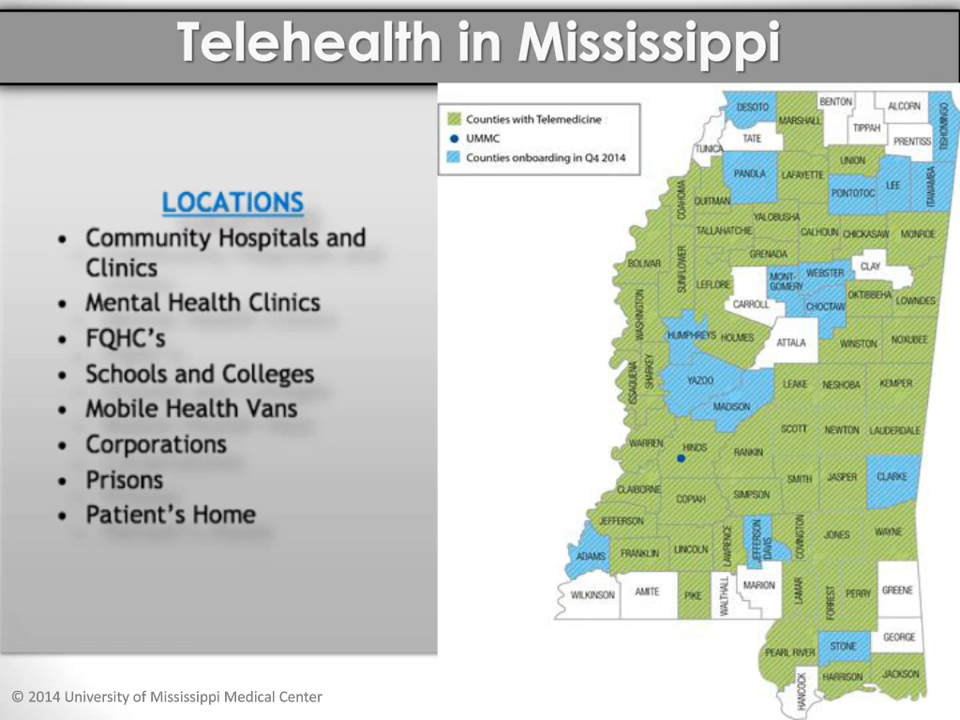 Telehealth in Mississippi
LOCATIONS
• Community Hospitals and
Clinics
• Mental Health Clinics
• FQHC's
• Schools and Colleges
• Mobile Health Vans
• Corporations
• Prisons
• Patient's Home
Counties with Telemedicine
UMMC
Counties onboarding in Q4 2014
DESOTO
MARSHALL
BENTON
ALCORN
TIPPAH
PRENTISS
TISHOMINGO
TUNICA
TATE
PANOLA
LAFAYETTE
UNION
PONTOTOC
LEE
ITAWAMBA
COAHOMA
QUITMAN
TALLAHATCHIE
YALOBUSHA
CALHOUN
CHICKASAW
MONROE
BOLIVAR
SUNFLOWER
GRENADA
LEFLORE
CARROLL
MONT-
GOMERY
WEBSTER
CLAY
CHOCTAW
OKTIBBEHA
LOWNDES
WASHINGTON
HUMPHREYS
HOLMES
ATTALA
WINSTON
NOXUBEE
ISSAQUENA
SHARKEY
YAZOO
MADISON
LEAKE
NESHOBA
KEMPER
WARREN
HINDS
RANKIN
SCOTT
NEWTON
LAUDERDALE
CLAIBORNE
COPIAH
SIMPSON
SMITH
JASPER
CLARKE
JEFFERSON
ADAMS
FRANKLIN
LINCOLN
LAWRENCE
JEFFERSON
DAVIS
COVINGTON
JONES
WAYNE
WILKINSON
AMITE
PIKE
WALTHALL
MARION
LAMAR
FORREST
PERRY
GREENE
PEARL RIVER
STONE
GEORGE
HANCOCK
HARRISON
JACKSON
© 2014 University of Mississippi Medical Center